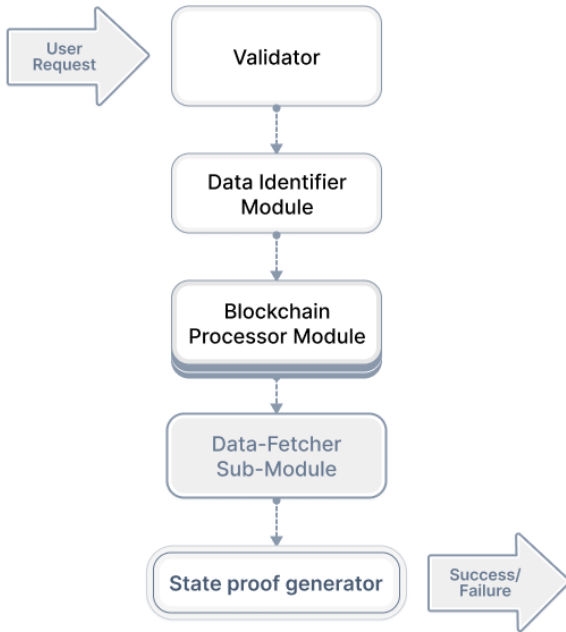 User
Request
Validator
Data Identifier
Module
Blockchain
Processor Module
Data-Fetcher
Sub-Module
State proof generator
Success/
Failure